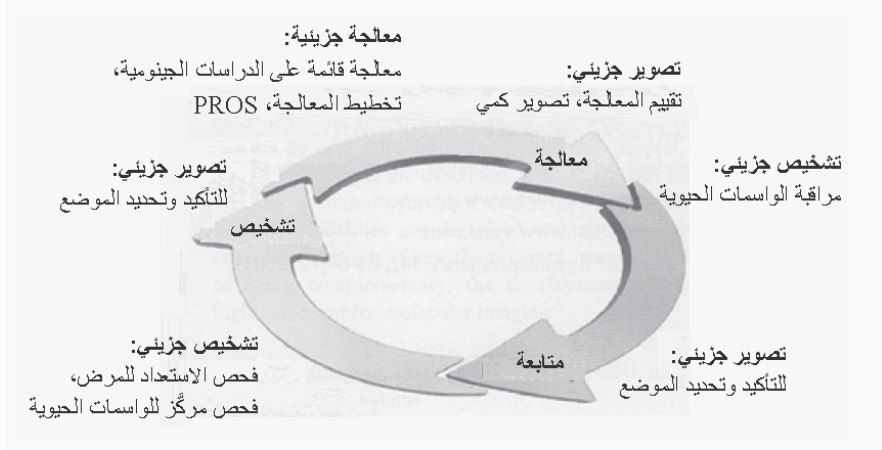 معالجة جزيئية:
معالجة قائمة على الدراسات الجينومية،
تخطيط المعالجة، PROS
تصوير جزيئي:
تقييم المعالجة، تصوير كمي
معالجة
تشخيص جزيئي:
مراقبة الواسمات الحيوية
تصوير جزيئي:
للتأكيد وتحديد الموضع
تشخيص
تصوير جزيئي:
للتأكيد وتحديد الموضع
متابعة
تشخيص جزيئي:
فحص الاستعداد للمرض،
فحص مركَّز للواسمات الحيوية